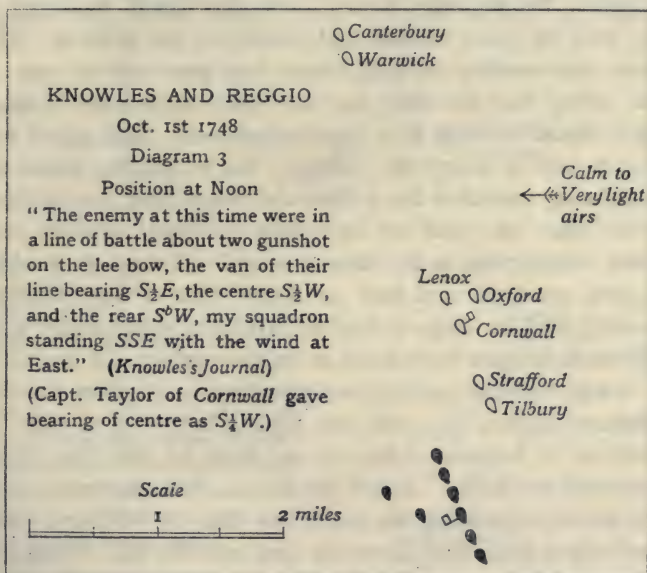 Canterbury
Warwick
KNOWLES AND REGGIO
Oct. 1st 1748
Diagram 3
Position at Noon
"The enemy at this time were in
a line of battle about two gunshot
on the lee bow, the van of their
line bearing S½E, the centre S½W,
and the rear SᵇW, my squadron
standing SSE with the wind at
East." (Knowles's Journal)
(Capt. Taylor of Cornwall gave
bearing of centre as S¼W.)
Calm to
Very light
airs
Lenox
Oxford
Cornwall
Strafford
Tilbury
Scale
1 2 miles